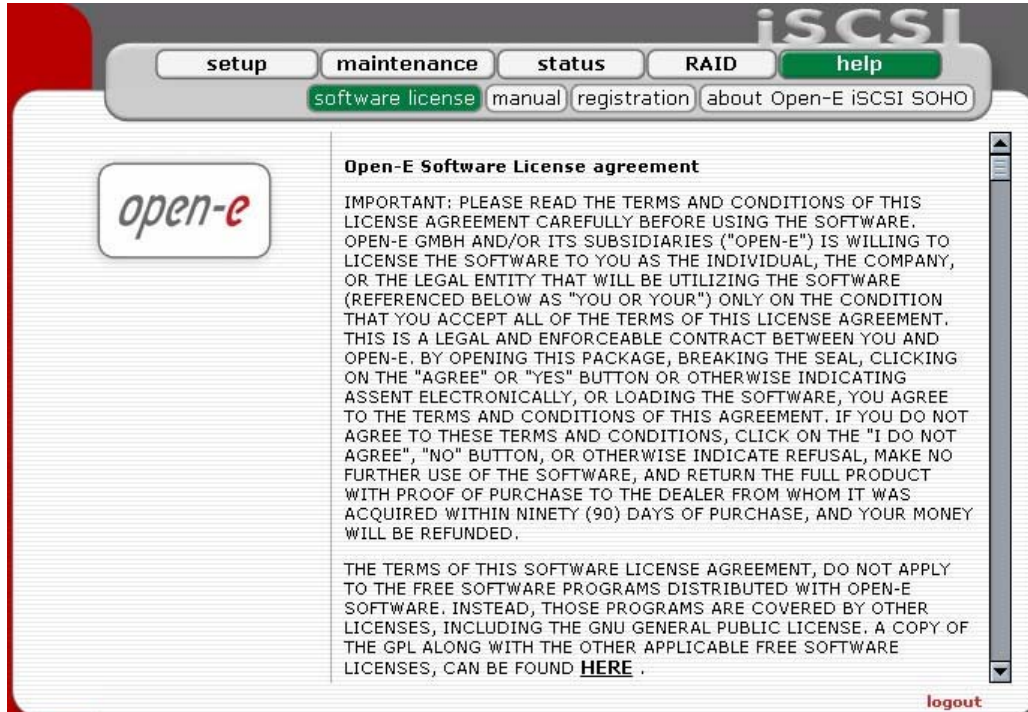 iSCSI
setup maintenance status RAID help
software license manual registration about Open-E iSCSI SOHO
open-e
Open-E Software License agreement
IMPORTANT: PLEASE READ THE TERMS AND CONDITIONS OF THIS
LICENSE AGREEMENT CAREFULLY BEFORE USING THE SOFTWARE.
OPEN-E GMBH AND/OR ITS SUBSIDIARIES ("OPEN-E") IS WILLING TO
LICENSE THE SOFTWARE TO YOU AS THE INDIVIDUAL, THE COMPANY,
OR THE LEGAL ENTITY THAT WILL BE UTILIZING THE SOFTWARE
(REFERENCED BELOW AS "YOU OR YOUR") ONLY ON THE CONDITION
THAT YOU ACCEPT ALL OF THE TERMS OF THIS LICENSE AGREEMENT.
THIS IS A LEGAL AND ENFORCEABLE CONTRACT BETWEEN YOU AND
OPEN-E. BY OPENING THIS PACKAGE, BREAKING THE SEAL, CLICKING
ON THE "AGREE" OR "YES" BUTTON OR OTHERWISE INDICATING
ASSENT ELECTRONICALLY, OR LOADING THE SOFTWARE, YOU AGREE
TO THE TERMS AND CONDITIONS OF THIS AGREEMENT. IF YOU DO NOT
AGREE TO THESE TERMS AND CONDITIONS, CLICK ON THE "I DO NOT
AGREE", "NO" BUTTON, OR OTHERWISE INDICATE REFUSAL, MAKE NO
FURTHER USE OF THE SOFTWARE, AND RETURN THE FULL PRODUCT
WITH PROOF OF PURCHASE TO THE DEALER FROM WHOM IT WAS
ACQUIRED WITHIN NINETY (90) DAYS OF PURCHASE, AND YOUR MONEY
WILL BE REFUNDED.
THE TERMS OF THIS SOFTWARE LICENSE AGREEMENT, DO NOT APPLY
TO THE FREE SOFTWARE PROGRAMS DISTRIBUTED WITH OPEN-E
SOFTWARE. INSTEAD, THOSE PROGRAMS ARE COVERED BY OTHER
LICENSES, INCLUDING THE GNU GENERAL PUBLIC LICENSE. A COPY OF
THE GPL ALONG WITH THE OTHER APPLICABLE FREE SOFTWARE
LICENSES, CAN BE FOUND HERE .
logout